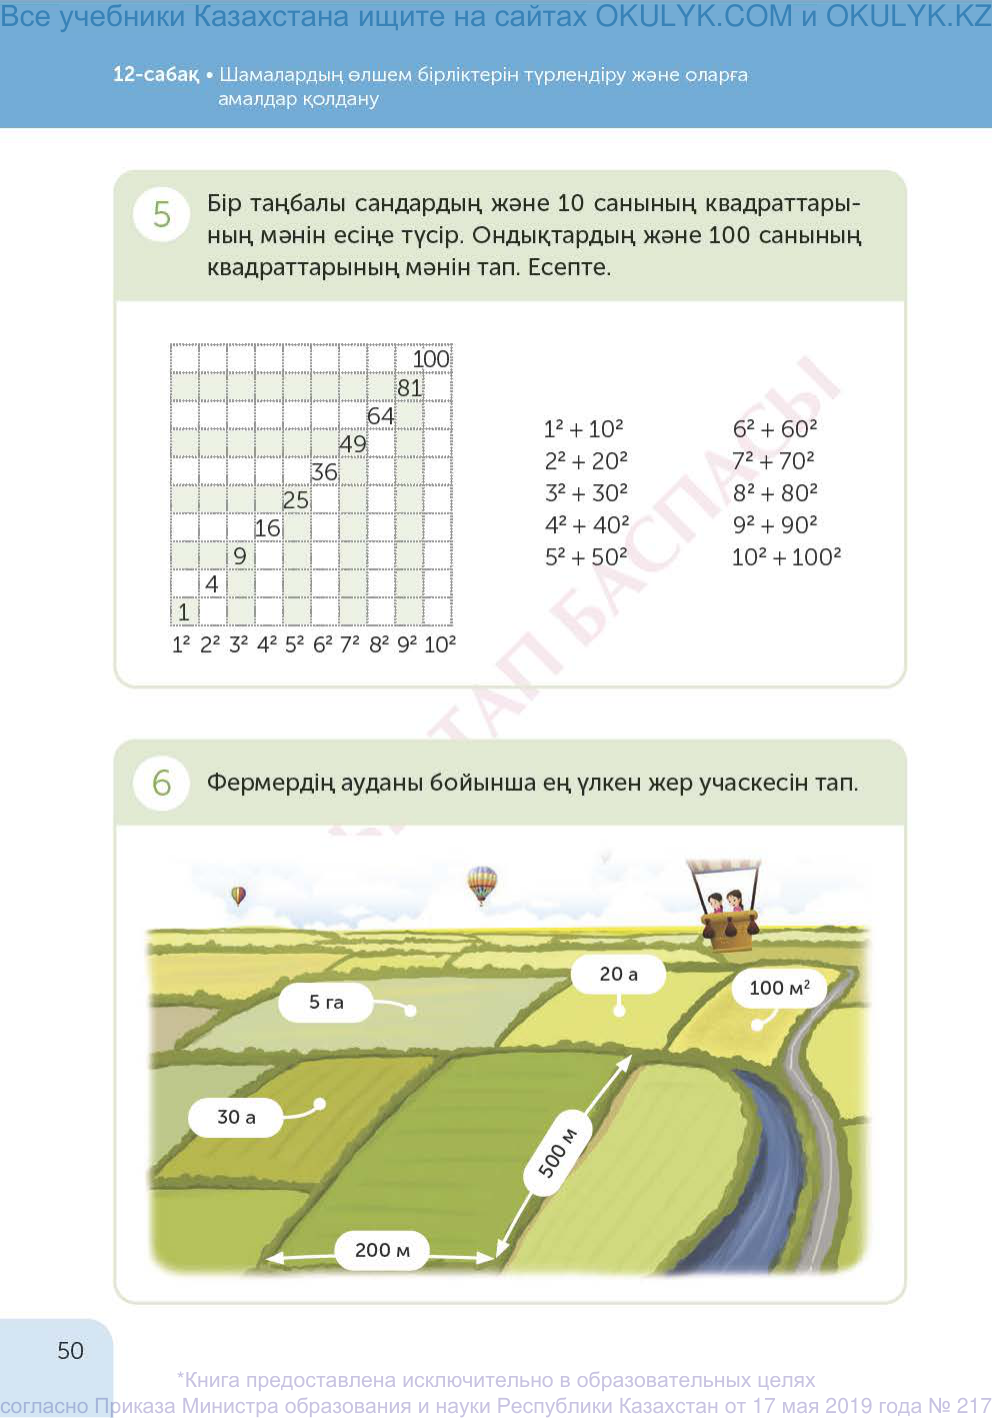 Все учебники Казахстана ищите на сайтах OKULYK.COM и OKULYK.KZ
12-сабақ • Шамалардың өлшем бірліктерін түрлендіру және оларға
амалдар қолдану
5
Бір таңбалы сандардың және 10 санының квадраттары-
ның мәнін есіңе түсір. Ондықтардың және 100 санының
квадраттарының мәнін тап. Есепте.
100
81
64
49
36
25
16
9
4
1
1² 2² 3² 4² 5² 6² 7² 8² 9² 10²
1² + 10²
2² + 20²
3² + 30²
4² + 40²
5² + 50²
6² + 60²
7² + 70²
8² + 80²
9² + 90²
10² + 100²
ТАП БАСПАСЫ
6
Фермердің ауданы бойынша ең үлкен жер учаскесін тап.
20 а
100 м²
5 га
30 а
500 м
200 м
50
*Книга предоставлена исключительно в образовательных целях
согласно Приказа Министра образования и науки Республики Казахстан от 17 мая 2019 года № 217